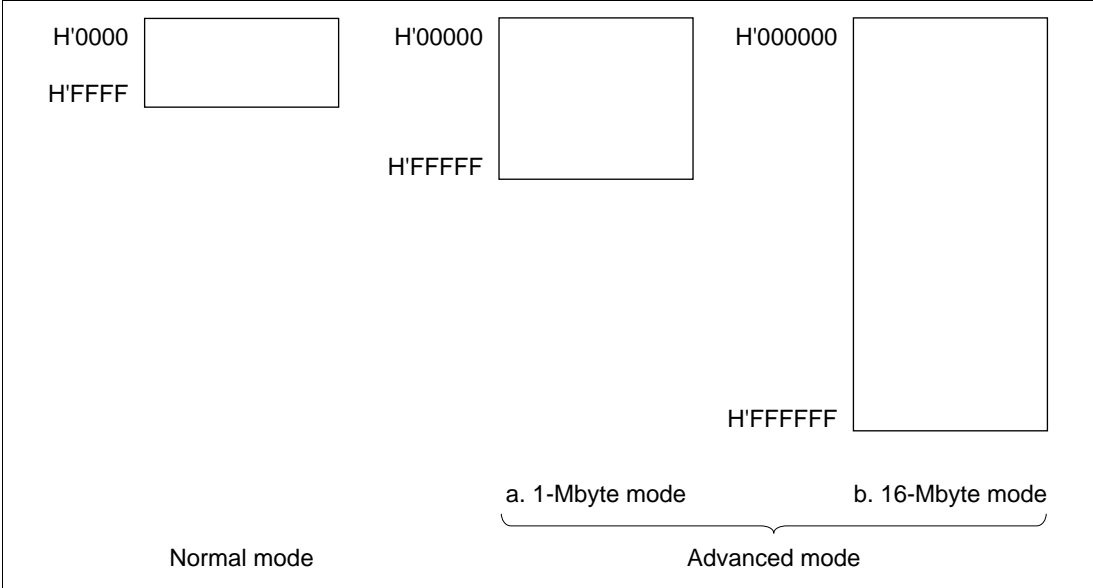 H'0000
H'FFFF
H'00000
H'FFFFF
H'000000
H'FFFFFF
a. 1-Mbyte mode
b. 16-Mbyte mode
Normal mode
Advanced mode